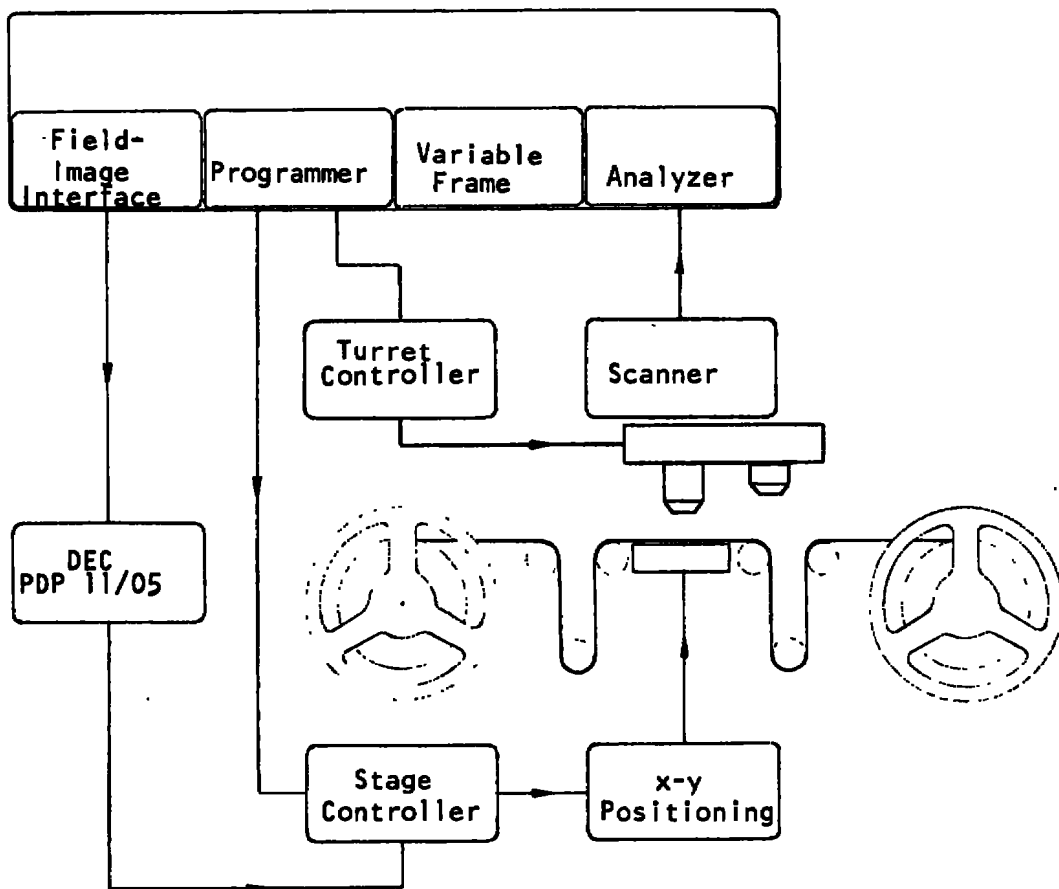 Field-
Image
Interface
Programmer
Variable
Frame
Analyzer
Turret
Controller
Scanner
DEC
PDP 11/05
Stage
Controller
x-y
Positioning